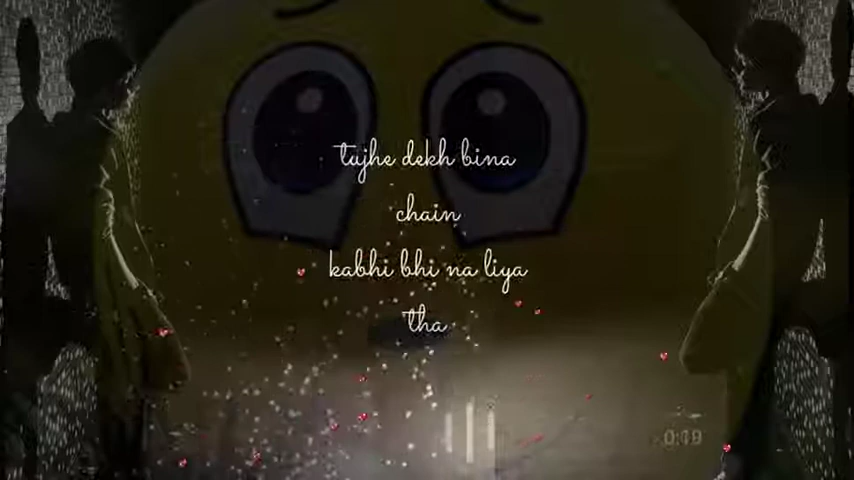 tujhe dekh bina
chain
kabhi bhi na liya
tha
0:19